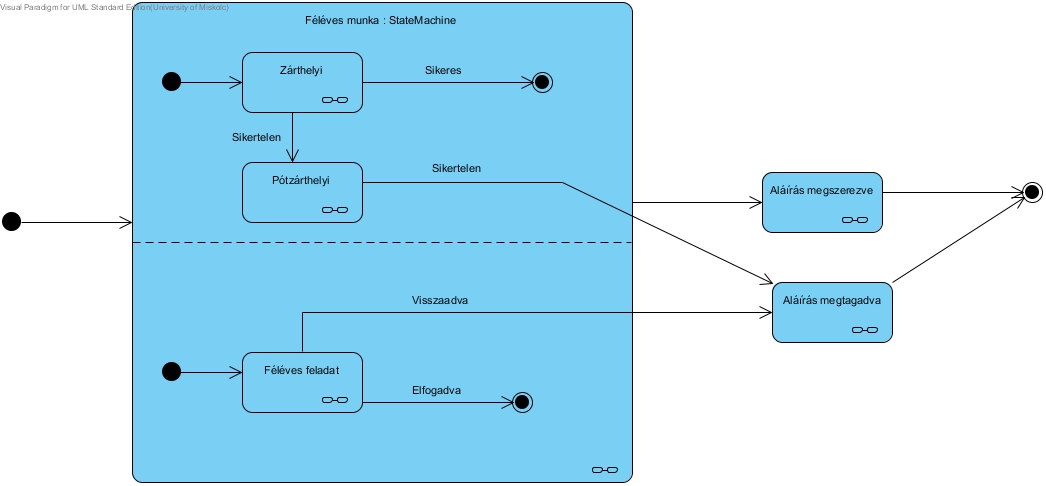 Visual Paradigm for UML Standard Edition(University of Miskolc)
Féléves munka : StateMachine
Zárthelyi
Sikeres
Sikertelen
Pótzárthelyi
Sikertelen
Aláírás megszerezve
Aláírás megtagadva
Visszaadva
Féléves feladat
Elfogadva